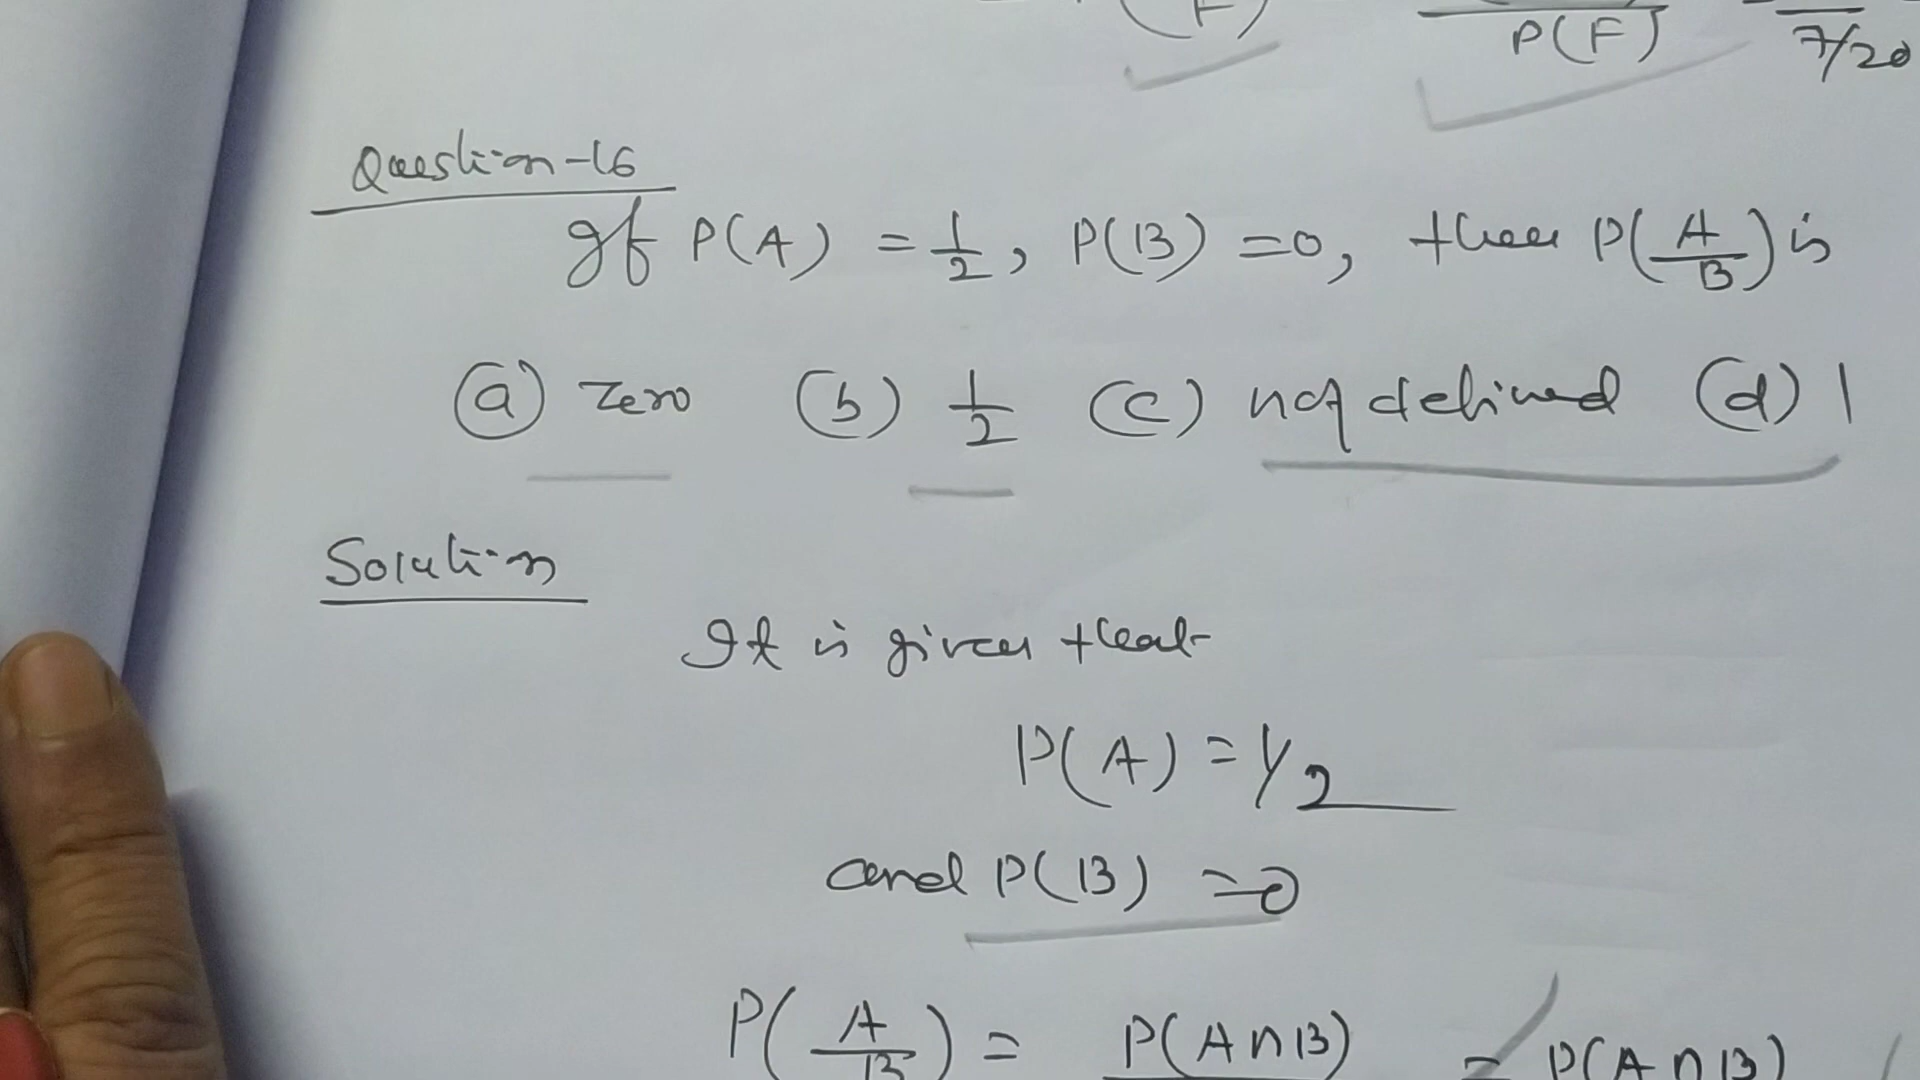 (F) P(F) 7/20
Question-16
If P(A) = 1/2, P(B) = 0, then P(A/B) is
(a) zero (b) 1/2 (c) not defined (d) 1
Solution
It is given that
P(A) = 1/2
and P(B) = 0
P(A/B) = P(A∩B) = P(A∩B)